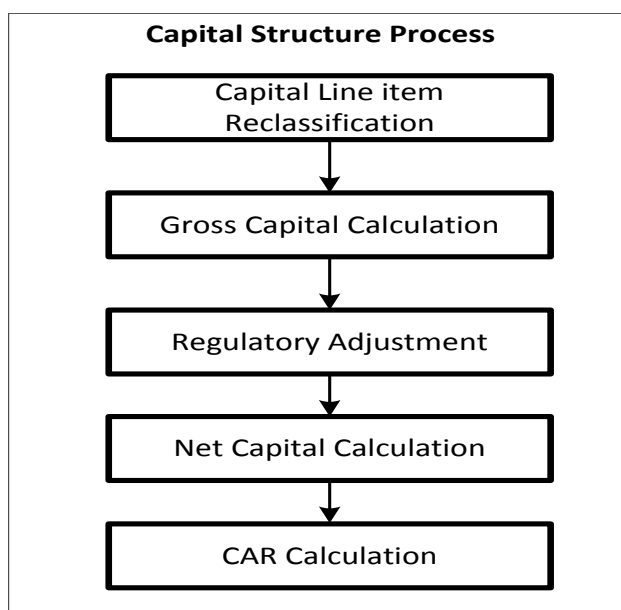 Capital Structure Process
Capital Line item
Reclassification
Gross Capital Calculation
Regulatory Adjustment
Net Capital Calculation
CAR Calculation